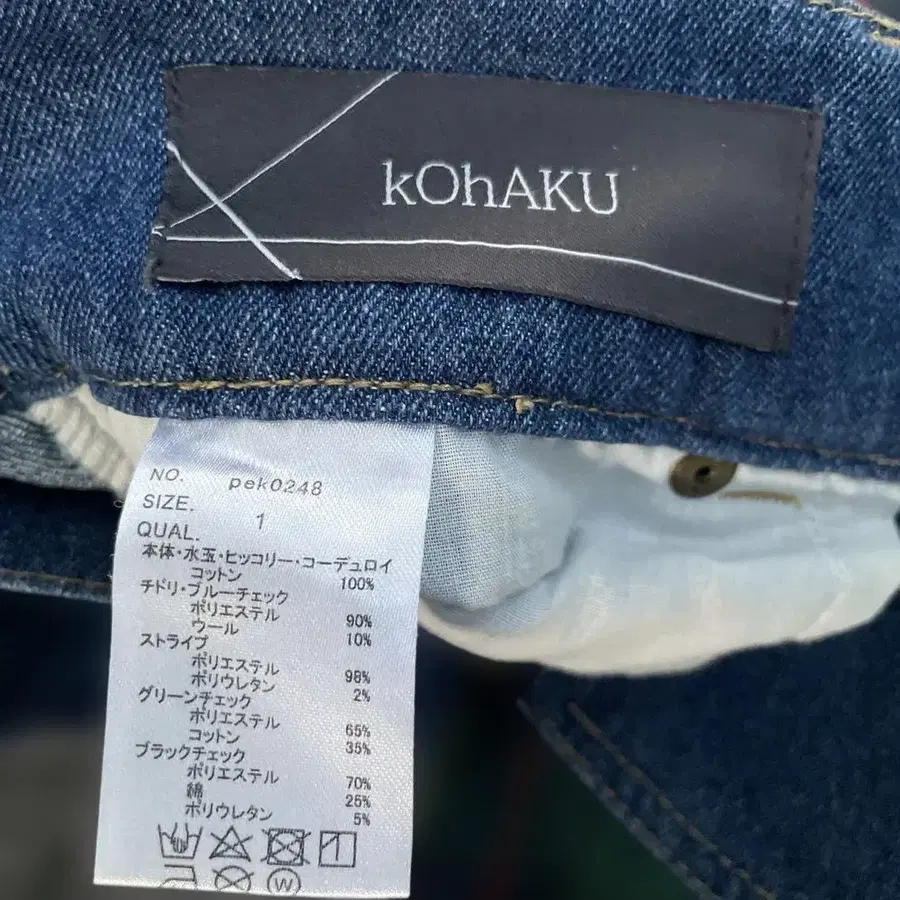 kOhAKU
NO. pek0248
SIZE. 1
QUAL.
本体・水玉・ヒッコリー・コーデュロイ
コットン 100%
チドリ・ブルーチェック
ポリエステル 90%
ウール 10%
ストライプ
ポリエステル 98%
ポリウレタン 2%
グリーンチェック
ポリエステル 65%
コットン 35%
ブラックチェック
ポリエステル 70%
綿 25%
ポリウレタン 5%
W